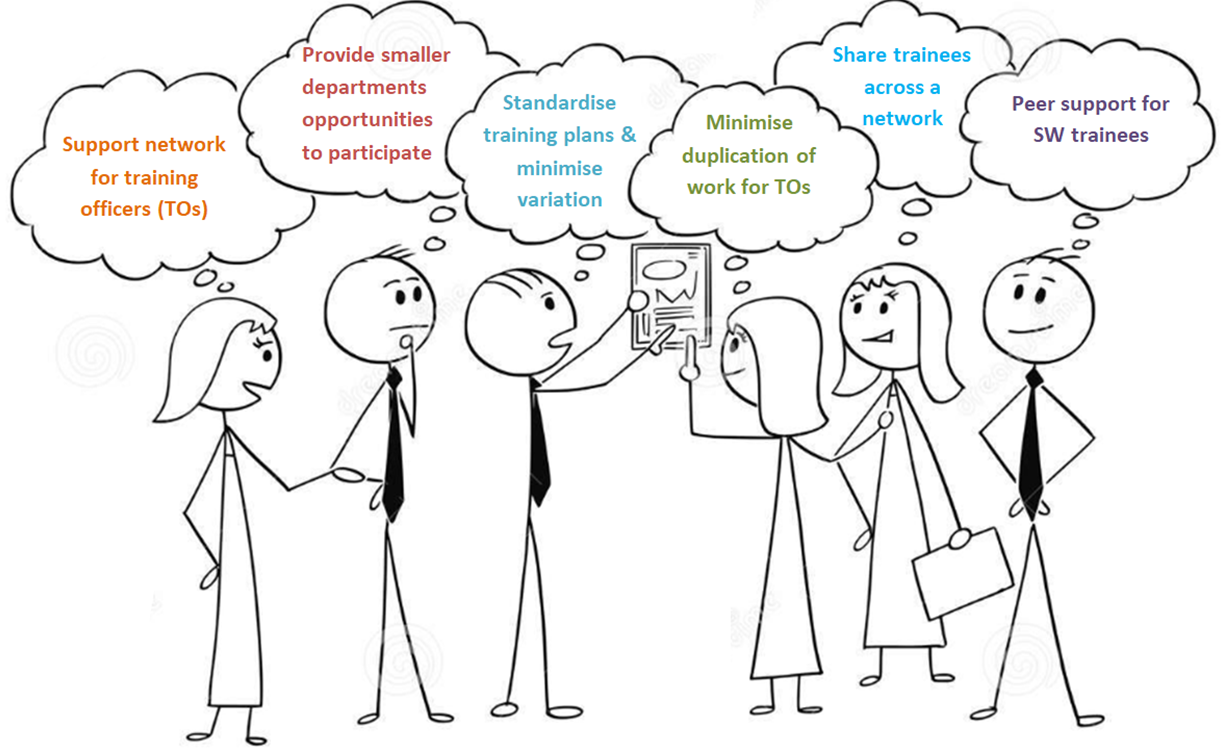 Support network
for training
officers (TOs)
Provide smaller
departments
opportunities
to participate
Standardise
training plans &
minimise
variation
Minimise
duplication of
work for TOs
Share trainees
across a
network
Peer support for
SW trainees